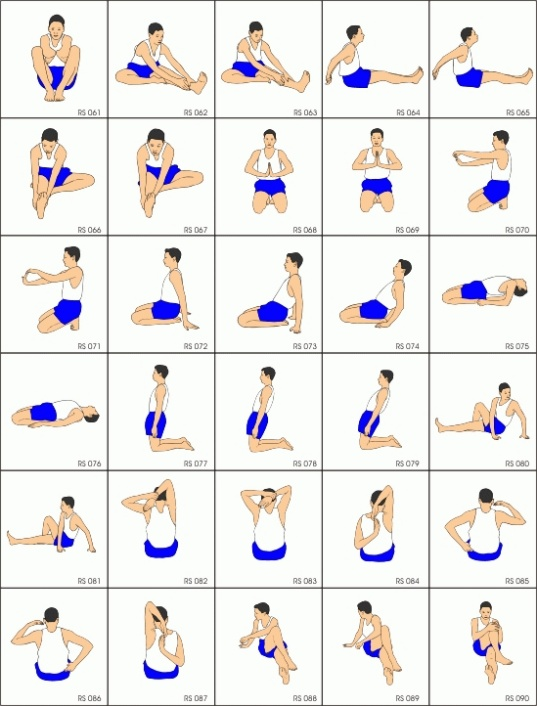 RS 061
RS 062
RS 063
RS 064
RS 065
RS 066
RS 067
RS 068
RS 069
RS 070
RS 071
RS 072
RS 073
RS 074
RS 075
RS 076
RS 077
RS 078
RS 079
RS 080
RS 081
RS 082
RS 083
RS 084
RS 085
RS 086
RS 087
RS 088
RS 089
RS 090